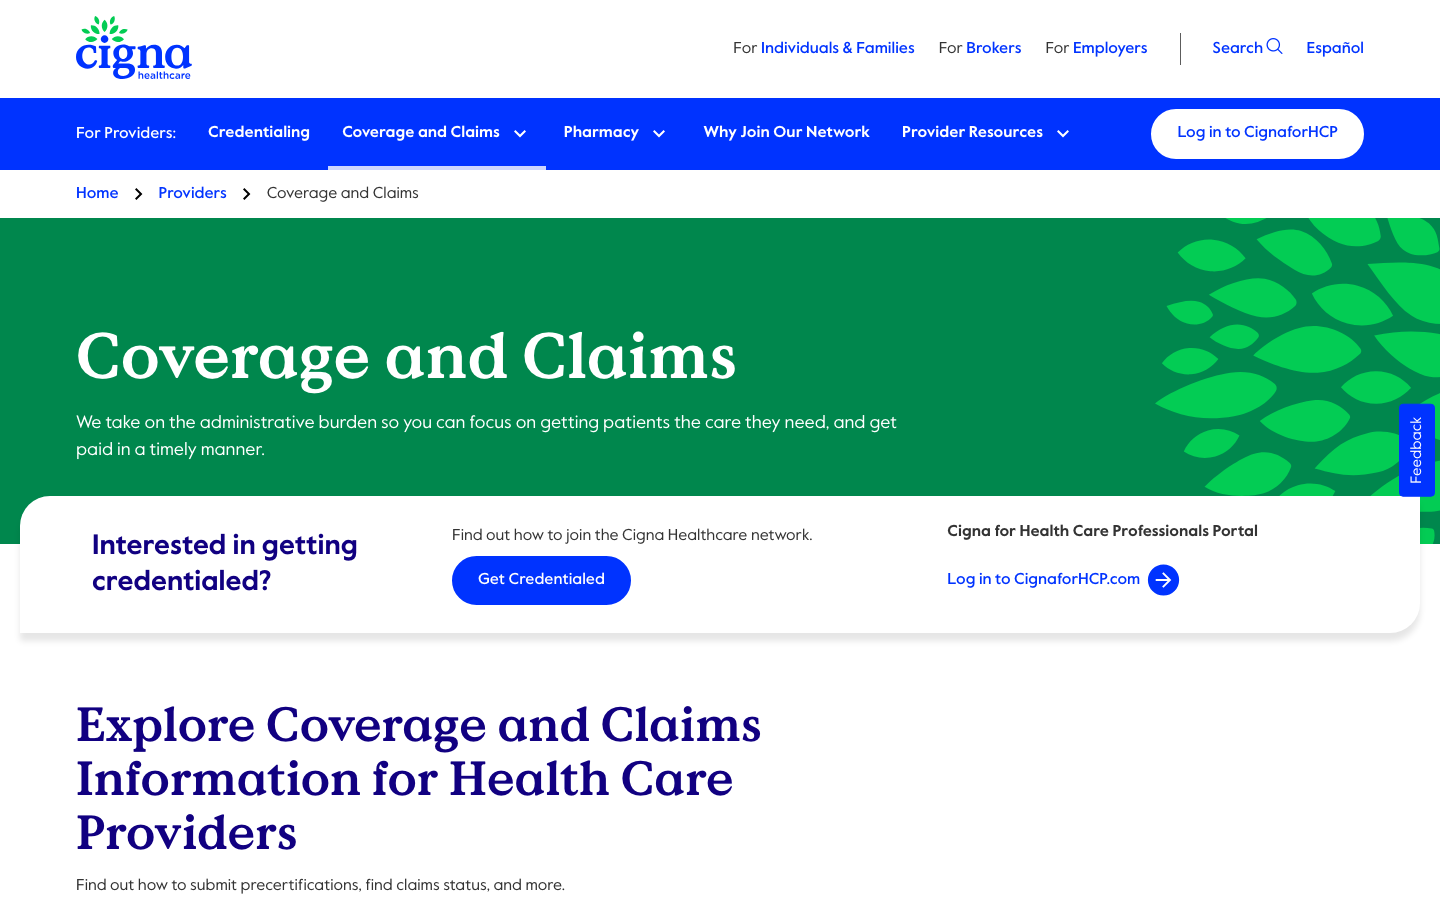 cigna
healthcare
For Individuals & Families
For Brokers
For Employers
Search
Español
For Providers:
Credentialing
Coverage and Claims
Pharmacy
Why Join Our Network
Provider Resources
Log in to CignaforHCP
Home
Providers
Coverage and Claims
Coverage and Claims
We take on the administrative burden so you can focus on getting patients the care they need, and get
paid in a timely manner.
Feedback
Interested in getting
credentialed?
Find out how to join the Cigna Healthcare network.
Get Credentialed
Cigna for Health Care Professionals Portal
Log in to CignaforHCP.com
Explore Coverage and Claims
Information for Health Care
Providers
Find out how to submit precertifications, find claims status, and more.